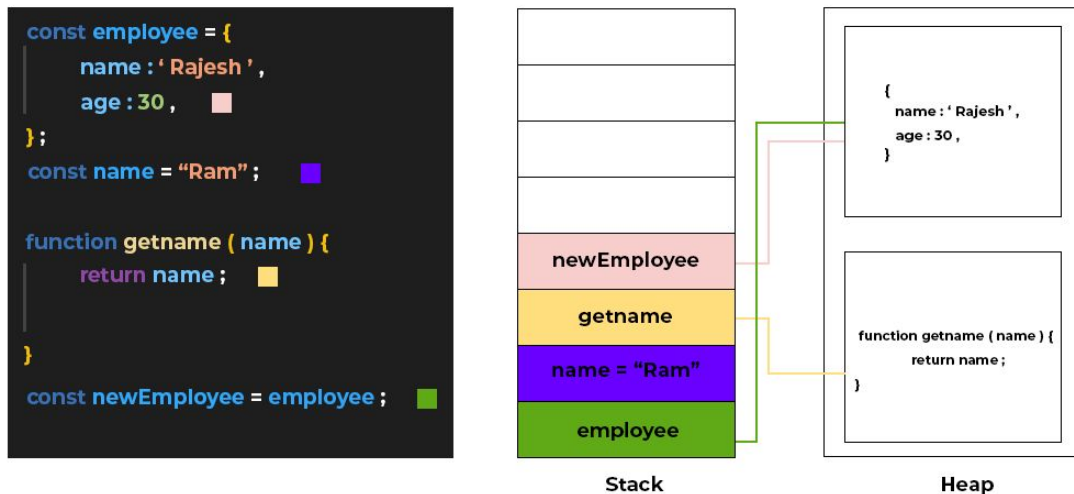 const employee = {
name : ‘ Rajesh ’ ,
age : 30 ,
} ;
const name = “Ram” ;
function getname ( name ) {
return name ;
}
const newEmployee = employee ;
newEmployee
getname
name = “Ram”
employee
Stack
{
name : ‘ Rajesh ’ ,
age : 30 ,
}
function getname ( name ) {
return name ;
}
Heap